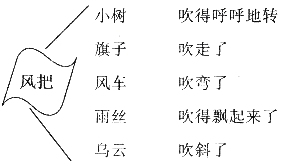 小树 吹得呼呼地转
旗子 吹走了
风把 风车 吹弯了
雨丝 吹得飘起来了
乌云 吹斜了